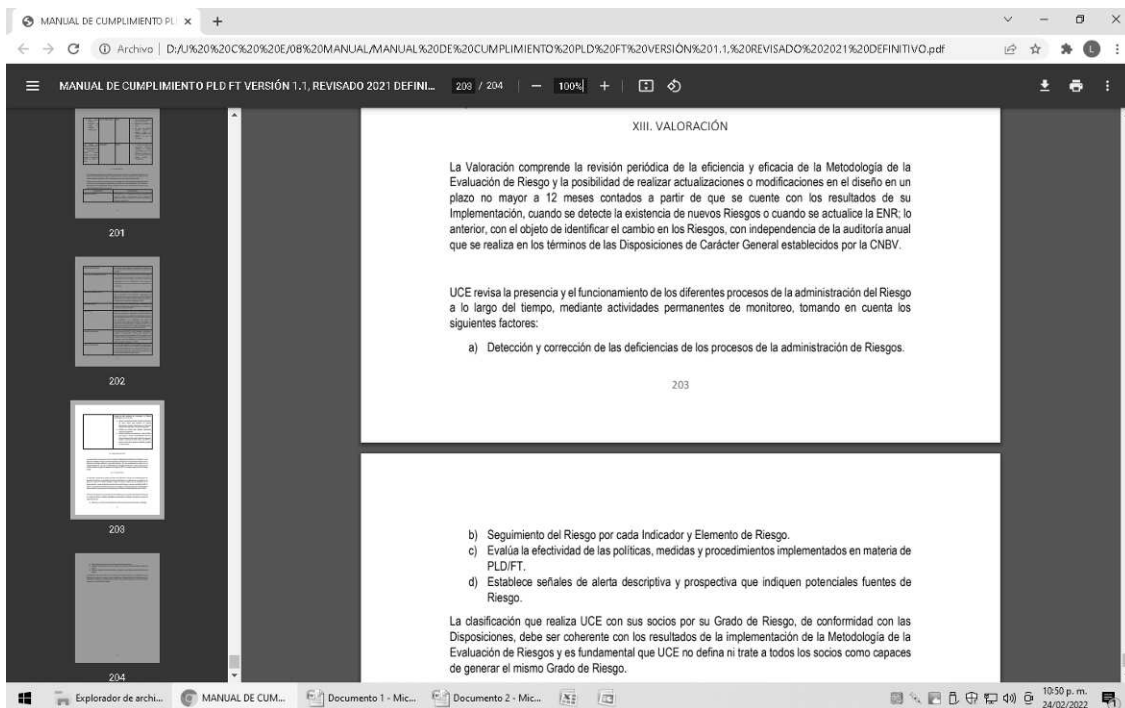 MANUAL DE CUMPLIMIENTO PL
Archivo | D:/U%20%20C%20%20E/08%20MANUAL/MANUAL%20DE%20CUMPLIMIENTO%20PLD%20FT%20VERSIÓN%201.1,%20REVISADO%202021%20DEFINITIVO.pdf
L
MANUAL DE CUMPLIMIENTO PLD FT VERSIÓN 1.1, REVISADO 2021 DEFINI... 203 / 204 | — 100% +
XIII. VALORACIÓN
La Valoración comprende la revisión periódica de la eficiencia y eficacia de la Metodología de la
Evaluación de Riesgo y la posibilidad de realizar actualizaciones o modificaciones en el diseño en un
plazo no mayor a 12 meses contados a partir de que se cuente con los resultados de su
Implementación, cuando se detecte la existencia de nuevos Riesgos o cuando se actualice la ENR; lo
anterior, con el objeto de identificar el cambio en los Riesgos, con independencia de la auditoría anual
que se realiza en los términos de las Disposiciones de Carácter General establecidos por la CNBV.
UCE revisa la presencia y el funcionamiento de los diferentes procesos de la administración del Riesgo
a lo largo del tiempo, mediante actividades permanentes de monitoreo, tomando en cuenta los
siguientes factores:
a) Detección y corrección de las deficiencias de los procesos de la administración de Riesgos.
203
b) Seguimiento del Riesgo por cada Indicador y Elemento de Riesgo.
c) Evalúa la efectividad de las políticas, medidas y procedimientos implementados en materia de
PLD/FT.
d) Establece señales de alerta descriptiva y prospectiva que indiquen potenciales fuentes de
Riesgo.
La clasificación que realiza UCE con sus socios por su Grado de Riesgo, de conformidad con las
Disposiciones, debe ser coherente con los resultados de la implementación de la Metodología de la
Evaluación de Riesgos y es fundamental que UCE no defina ni trate a todos los socios como capaces
de generar el mismo Grado de Riesgo.
201
202
203
204
Explorador de archi... MANUAL DE CUM... Documento 1 - Mic... Documento 2 - Mic...
10:50 p. m.
24/02/2022